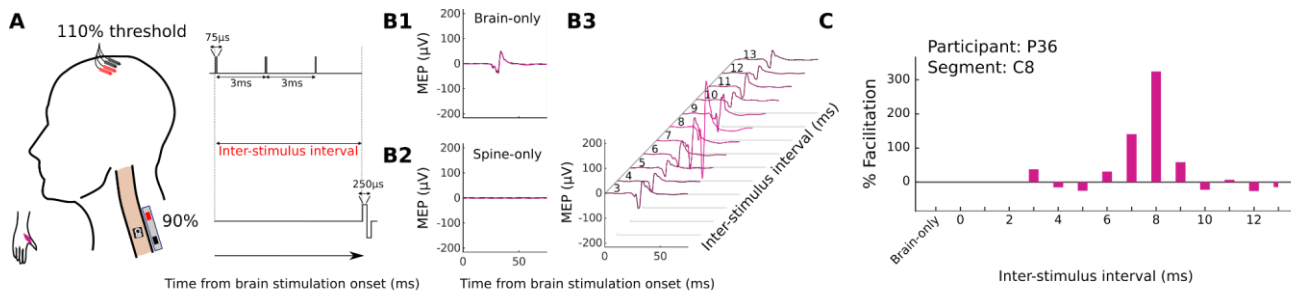 A
110% threshold
75μs
3ms
3ms
Inter-stimulus interval
250μs
90%
Time from brain stimulation onset (ms)
B1
Brain-only
MEP (μV)
200
100
0
-100
-200
B2
Spine-only
MEP (μV)
200
100
0
-100
-200
0
50
Time from brain stimulation onset (ms)
B3
13
12
11
10
9
8
7
6
5
4
3
MEP (μV)
200
100
0
-100
-200
0
50
Inter-stimulus interval (ms)
C
Participant: P36
Segment: C8
% Facilitation
300
200
100
0
Brain-only
0
2
4
6
8
10
12
Inter-stimulus interval (ms)